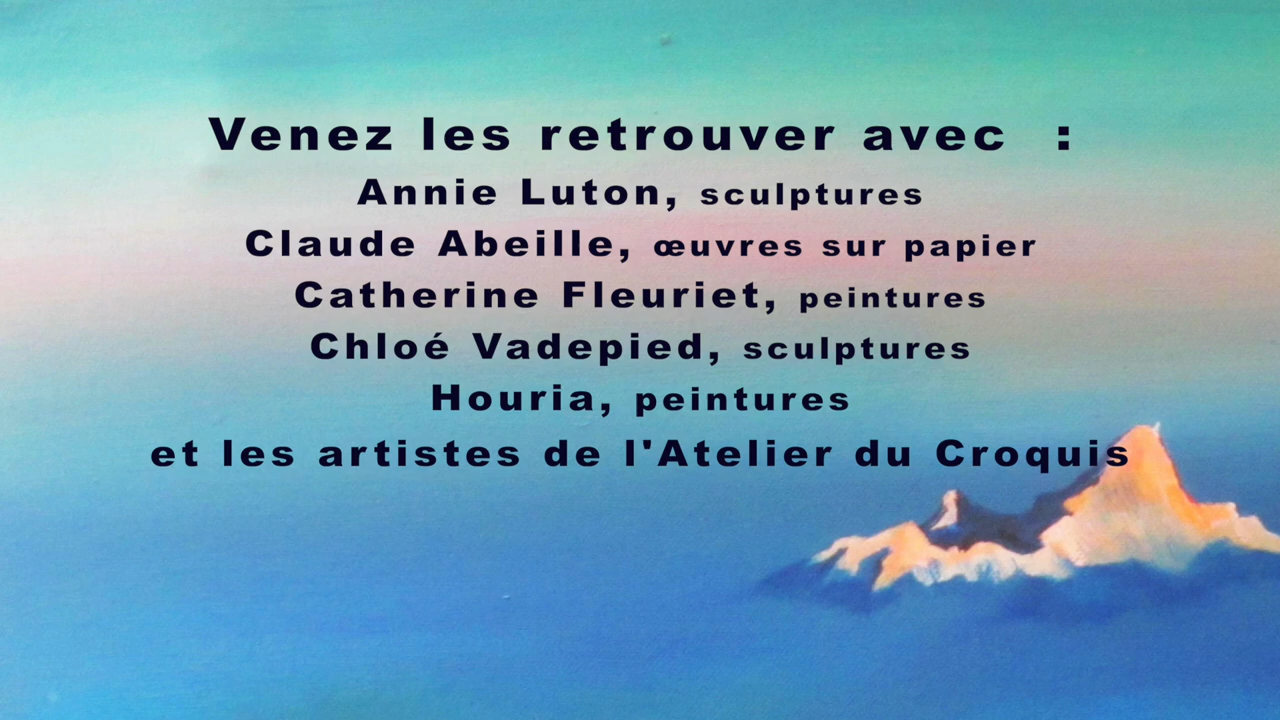 Venez les retrouver avec  :
Annie Luton, sculptures
Claude Abeille, œuvres sur papier
Catherine Fleuriet, peintures
Chloé Vadepied, sculptures
Houria, peintures
et les artistes de l'Atelier du Croquis